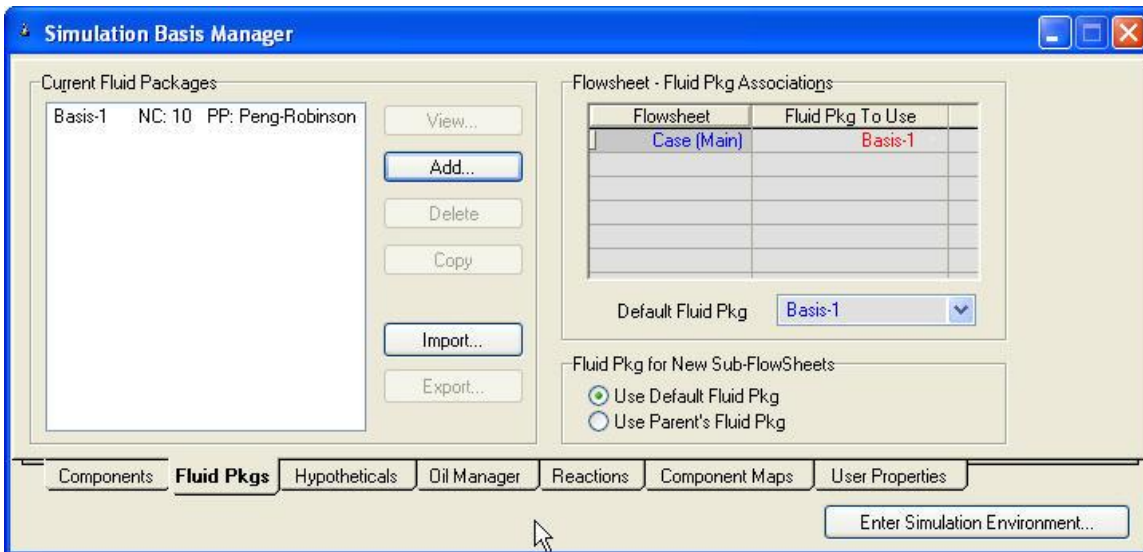 Simulation Basis Manager
Current Fluid Packages
Basis-1 NC: 10 PP: Peng-Robinson
View...
Add...
Delete
Copy
Import...
Export...
Flowsheet - Fluid Pkg Associations
Flowsheet Fluid Pkg To Use
Case (Main) Basis-1
Default Fluid Pkg Basis-1
Fluid Pkg for New Sub-FlowSheets
Use Default Fluid Pkg
Use Parent's Fluid Pkg
Components Fluid Pkgs Hypotheticals Oil Manager Reactions Component Maps User Properties
Enter Simulation Environment...